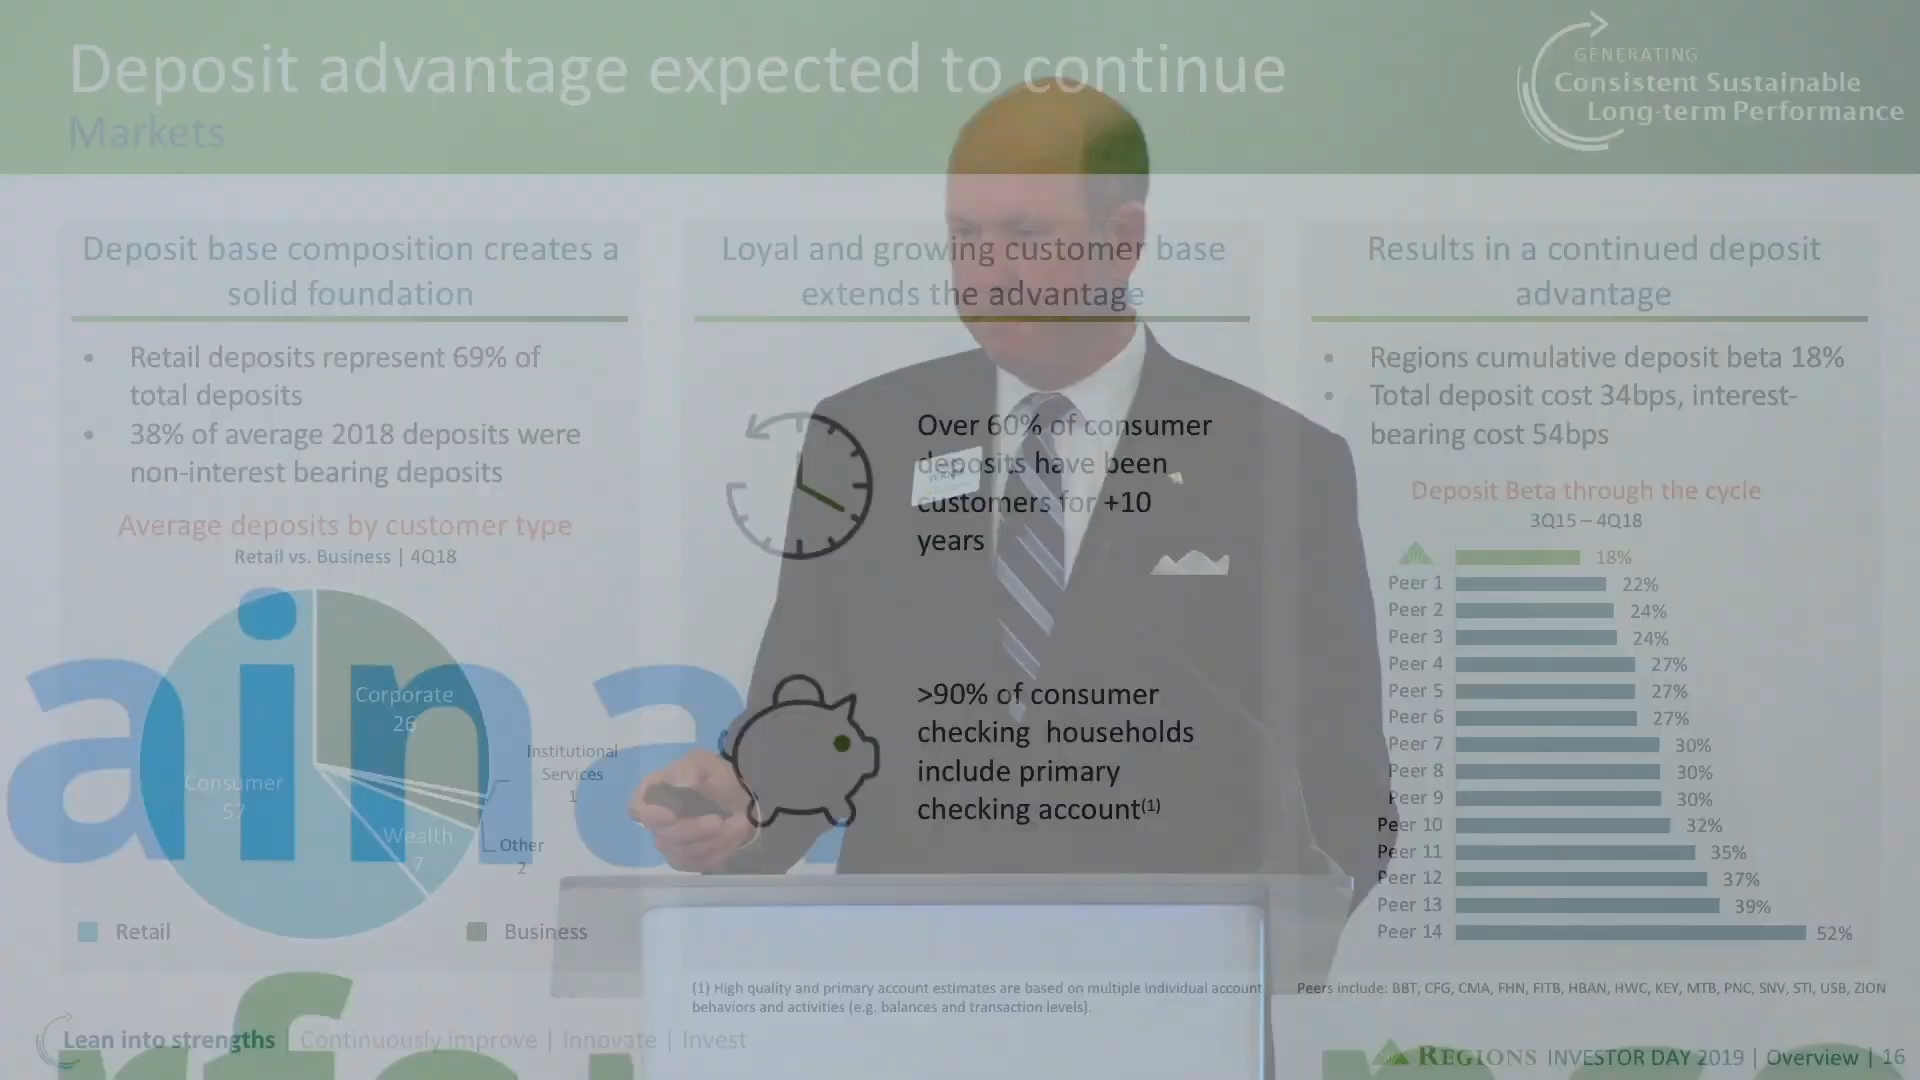 Deposit advantage expected to continue
Markets
GENERATING
Consistent Sustainable
Long-term Performance
Deposit base composition creates a
solid foundation
• Retail deposits represent 69% of
total deposits
• 38% of average 2018 deposits were
non-interest bearing deposits
Average deposits by customer type
Retail vs. Business | 4Q18
Corporate
26
Institutional
Services
1
Consumer
57
Wealth
7
Other
2
Retail
Business
Loyal and growing customer base
extends the advantage
Over 60% of consumer
deposits have been
customers for +10
years
>90% of consumer
checking households
include primary
checking account(1)
(1) High quality and primary account estimates are based on multiple individual account
behaviors and activities (e.g. balances and transaction levels).
Results in a continued deposit
advantage
• Regions cumulative deposit beta 18%
• Total deposit cost 34bps, interest-
bearing cost 54bps
Deposit Beta through the cycle
3Q15 – 4Q18
18%
Peer 1 22%
Peer 2 24%
Peer 3 24%
Peer 4 27%
Peer 5 27%
Peer 6 27%
Peer 7 30%
Peer 8 30%
Peer 9 30%
Peer 10 32%
Peer 11 35%
Peer 12 37%
Peer 13 39%
Peer 14 52%
Peers include: BBT, CFG, CMA, FHN, FITB, HBAN, HWC, KEY, MTB, PNC, SNV, STI, USB, ZION
aina
Lean into strengths | Continuously improve | Innovate | Invest
REGIONS INVESTOR DAY 2019 | Overview | 16